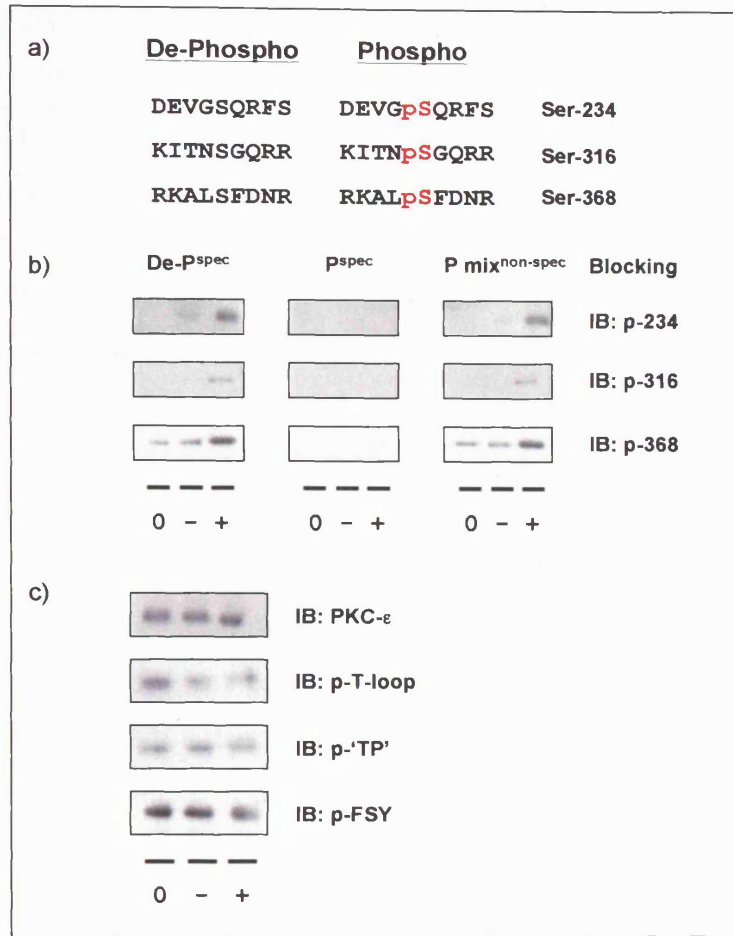 a) De-Phospho Phospho
DEVGSQRFS DEVGpSQRFS Ser-234
KITNSGQRR KITNpSGQRR Ser-316
RKALSFDNR RKALpSFDNR Ser-368
b) De-Pspec Pspec P mixnon-spec Blocking
IB: p-234
IB: p-316
IB: p-368
0 – + 0 – + 0 – +
c)
IB: PKC-ε
IB: p-T-loop
IB: p-‘TP’
IB: p-FSY
0 – +